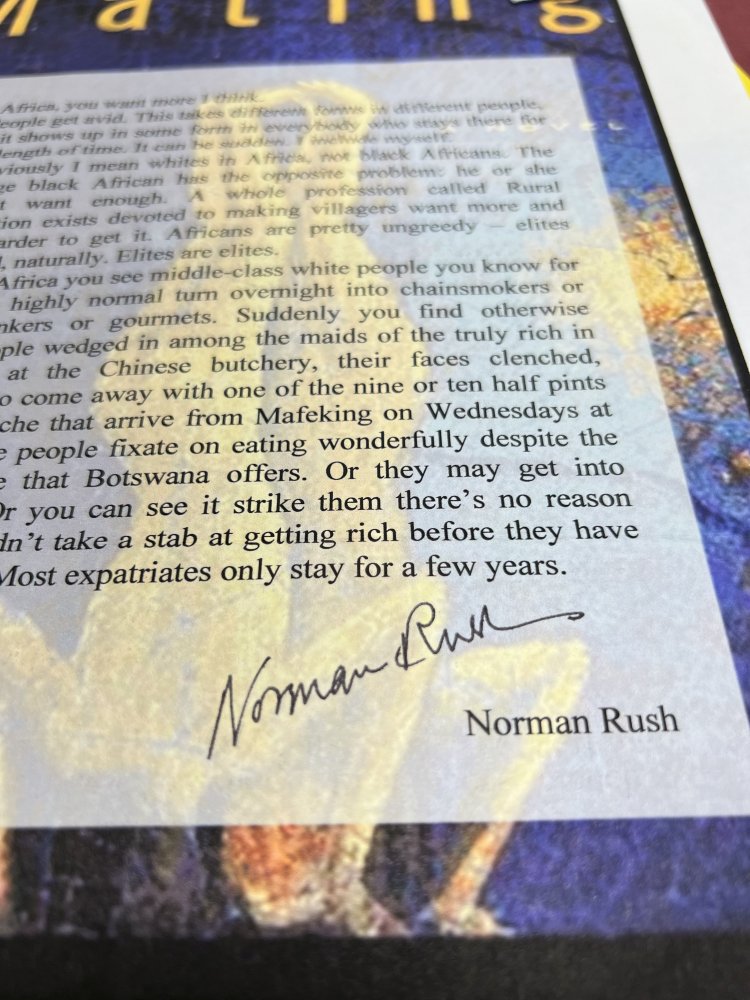 Mating
NOVEL
Africa, you want more I think.
eople get avid. This takes different forms in different people,
it shows up in some form in everybody who stays there for
length of time. It can be sudden. include myself.
viously I mean whites in Africa, not black Africans. The
ge black African has the opposite problem: he or she
t want enough. A whole profession called Rural
tion exists devoted to making villagers want more and
arder to get it. Africans are pretty ungreedy – elites
, naturally. Elites are elites.
Africa you see middle-class white people you know for
highly normal turn overnight into chainsmokers or
nkers or gourmets. Suddenly you find otherwise
ple wedged in among the maids of the truly rich in
at the Chinese butchery, their faces clenched,
o come away with one of the nine or ten half pints
che that arrive from Mafeking on Wednesdays at
e people fixate on eating wonderfully despite the
e that Botswana offers. Or they may get into
Or you can see it strike them there's no reason
dn't take a stab at getting rich before they have
Most expatriates only stay for a few years.
Norman Rush
Norman Rush